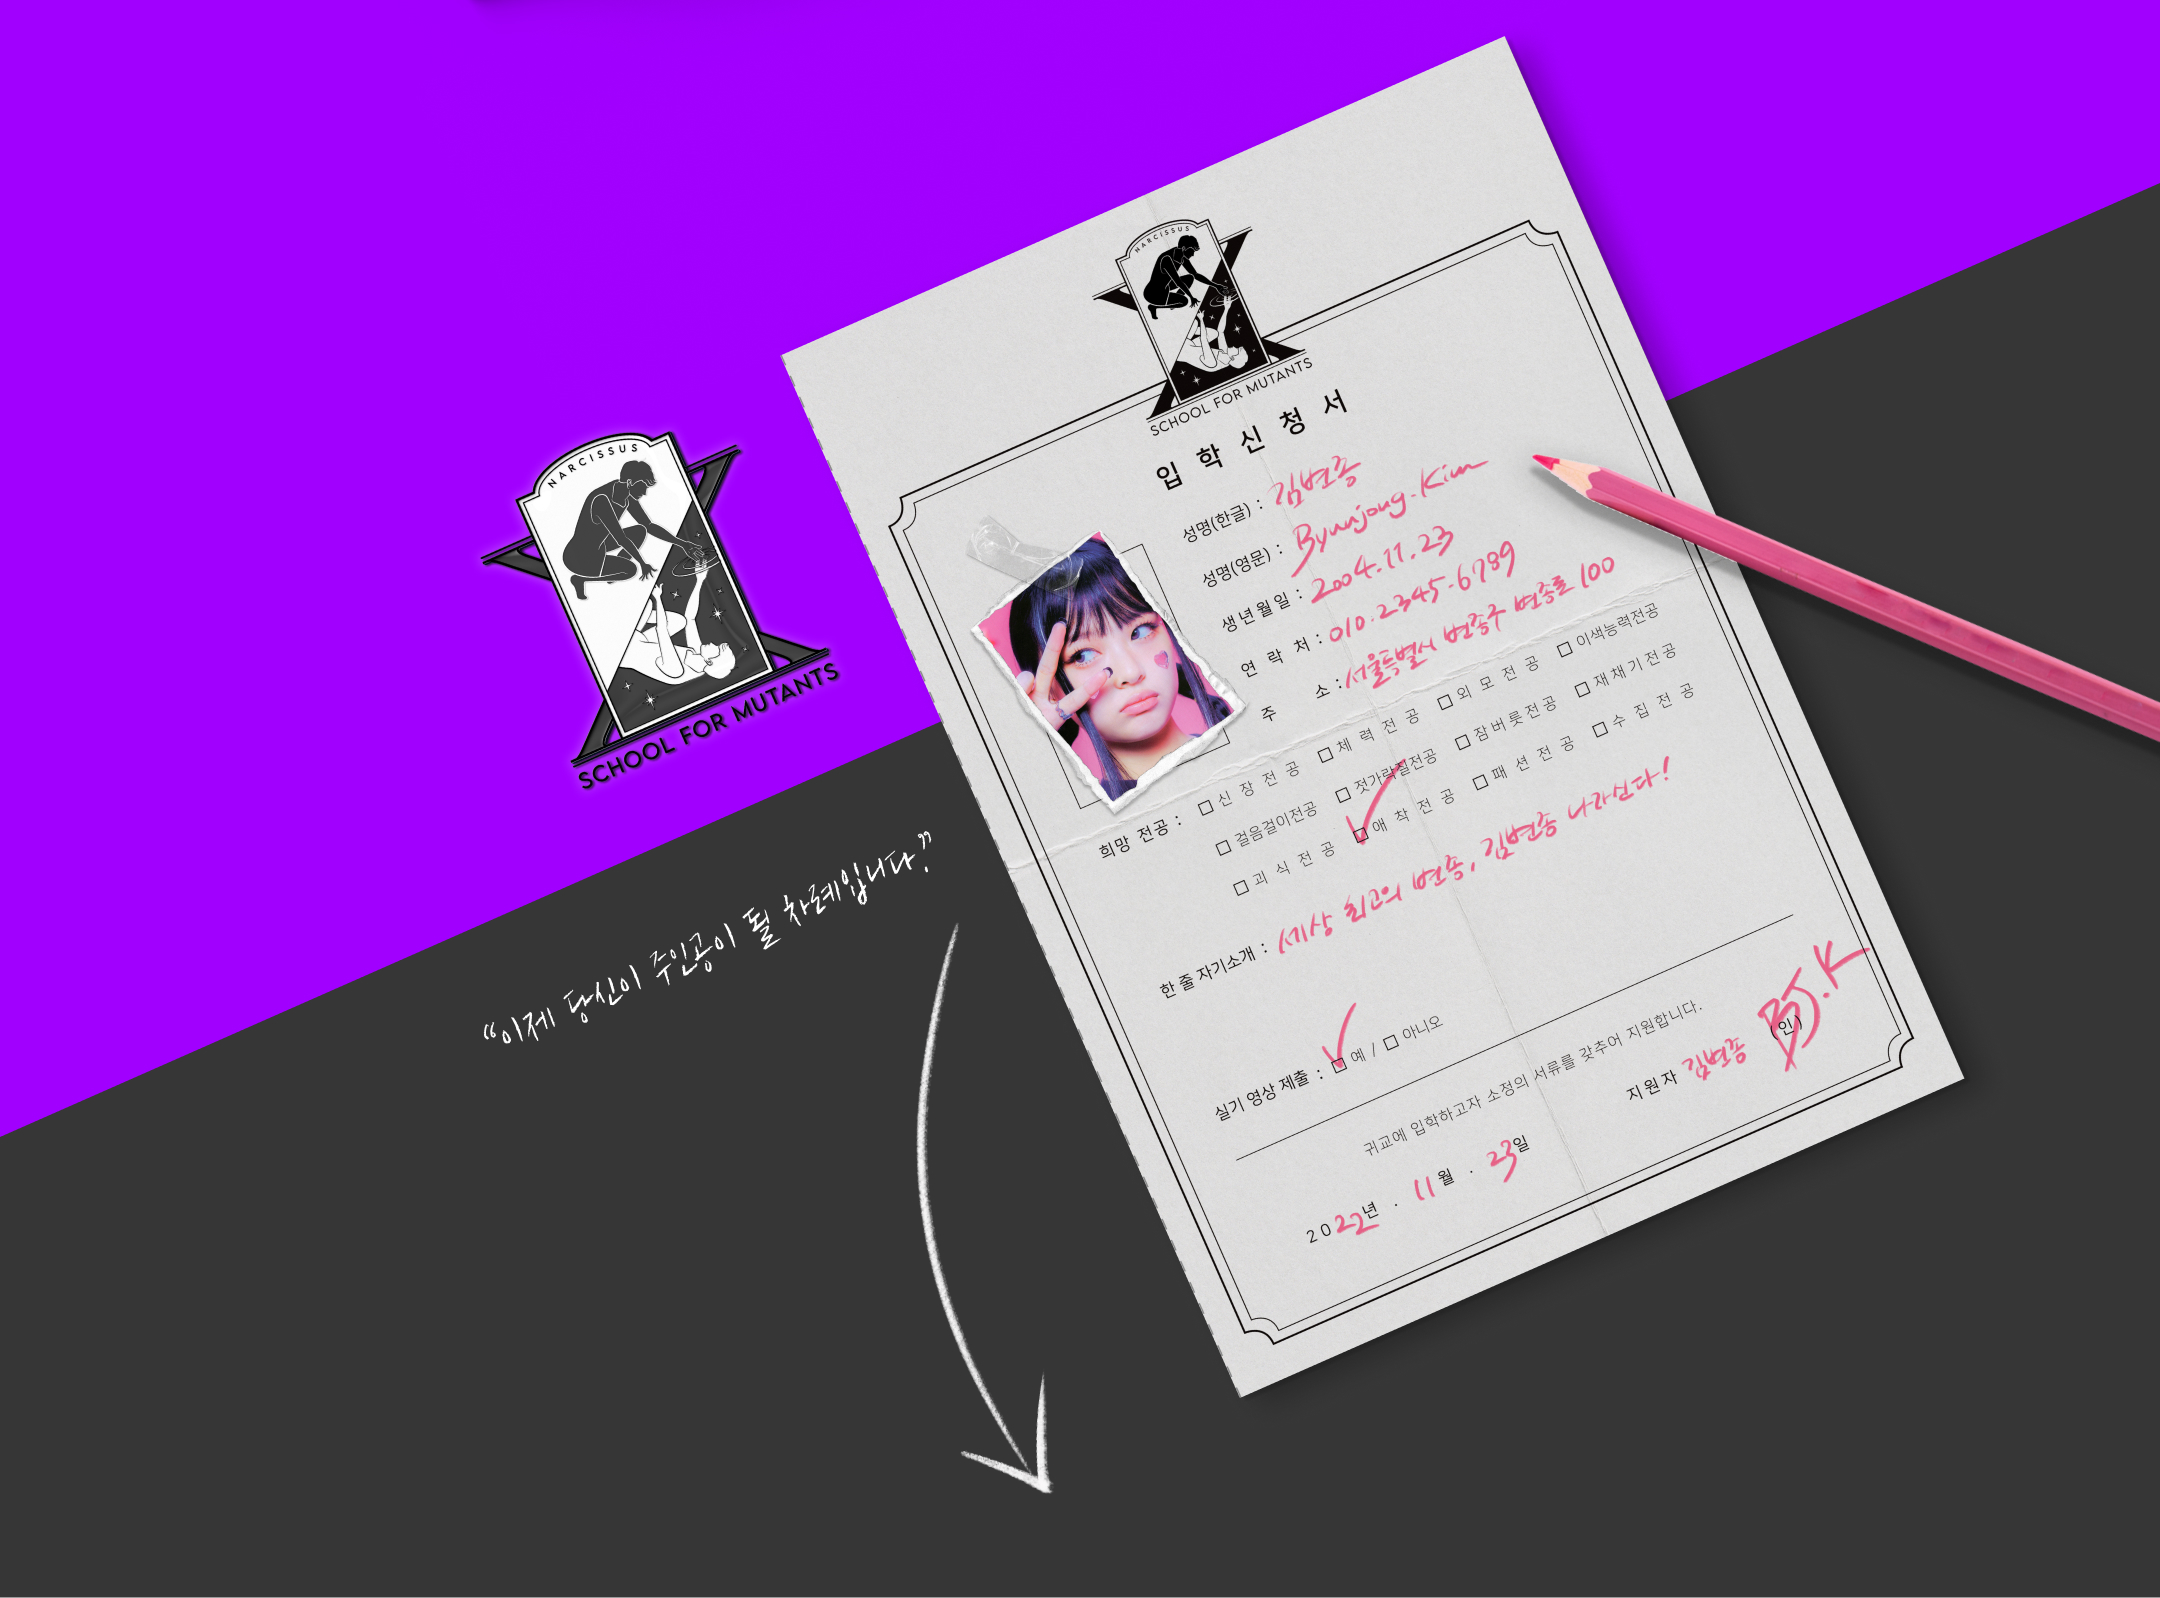 NARCISSUS
SCHOOL FOR MUTANTS
입학신청서
성명(한글) : 김변종
성명(영문) : Byunjong.Kim
생년월일 : 2004.11.23
연락처 : 010.2345.6789
주소 : 서울특별시 변종구 변종로 100
희망 전공 : □ 신장전공 □ 체력전공 □ 외모전공 □ 이색능력전공
□ 걸음걸이전공 □ 젓가락질전공 □ 잠버릇전공 □ 재채기전공
□ 괴식전공 ☑ 애착전공 □ 패션전공 □ 수집전공
한 줄 자기소개 : 세상 최고의 변종, 김변종 나라신다!
실기 영상 제출 : ☑ 예 / □ 아니오
귀교에 입학하고자 소정의 서류를 갖추어 지원합니다.
지원자 김변종 (인) BJ.K
2022년 . 11월 . 23일
NARCISSUS
SCHOOL FOR MUTANTS
“이제 당신이 주인공이 될 차례입니다.”